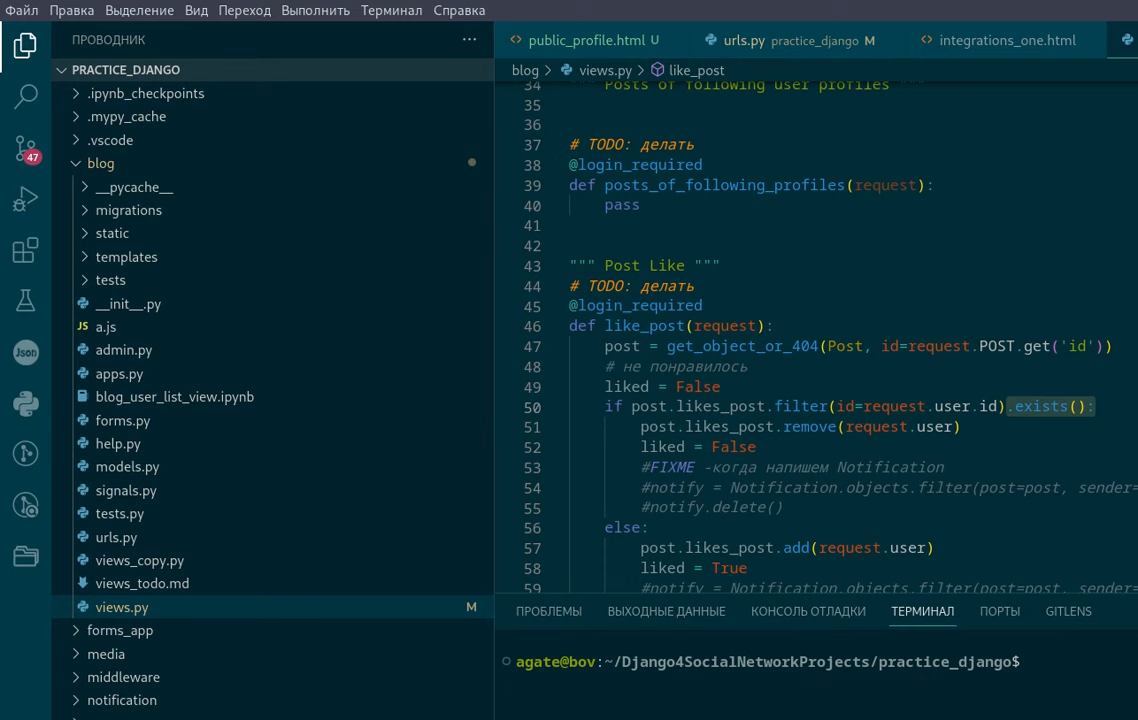 Файл Правка Выделение Вид Переход Выполнить Терминал Справка
ПРОВОДНИК ···
PRACTICE_DJANGO
.ipynb_checkpoints
.mypy_cache
.vscode
blog
__pycache__
migrations
static
templates
tests
__init__.py
JS a.js
admin.py
apps.py
blog_user_list_view.ipynb
forms.py
help.py
models.py
signals.py
tests.py
urls.py
views_copy.py
views_todo.md
views.py M
forms_app
media
middleware
notification
47
Json
public_profile.html U urls.py practice_django M integrations_one.html
blog > views.py > like_post
34 Posts of following user profiles
35
36
37 # TODO: делать
38 @login_required
39 def posts_of_following_profiles(request):
40     pass
41
42
43 """ Post Like """
44 # TODO: делать
45 @login_required
46 def like_post(request):
47     post = get_object_or_404(Post, id=request.POST.get('id'))
48     # не понравилось
49     liked = False
50     if post.likes_post.filter(id=request.user.id).exists():
51         post.likes_post.remove(request.user)
52         liked = False
53         #FIXME -когда напишем Notification
54         #notify = Notification.objects.filter(post=post, sender=
55         #notify.delete()
56     else:
57         post.likes_post.add(request.user)
58         liked = True
59         #notify = Notification.objects.filter(post=post, sender=
ПРОБЛЕМЫ ВЫХОДНЫЕ ДАННЫЕ КОНСОЛЬ ОТЛАДКИ ТЕРМИНАЛ ПОРТЫ GITLENS
agate@bov:~/Django4SocialNetworkProjects/practice_django$